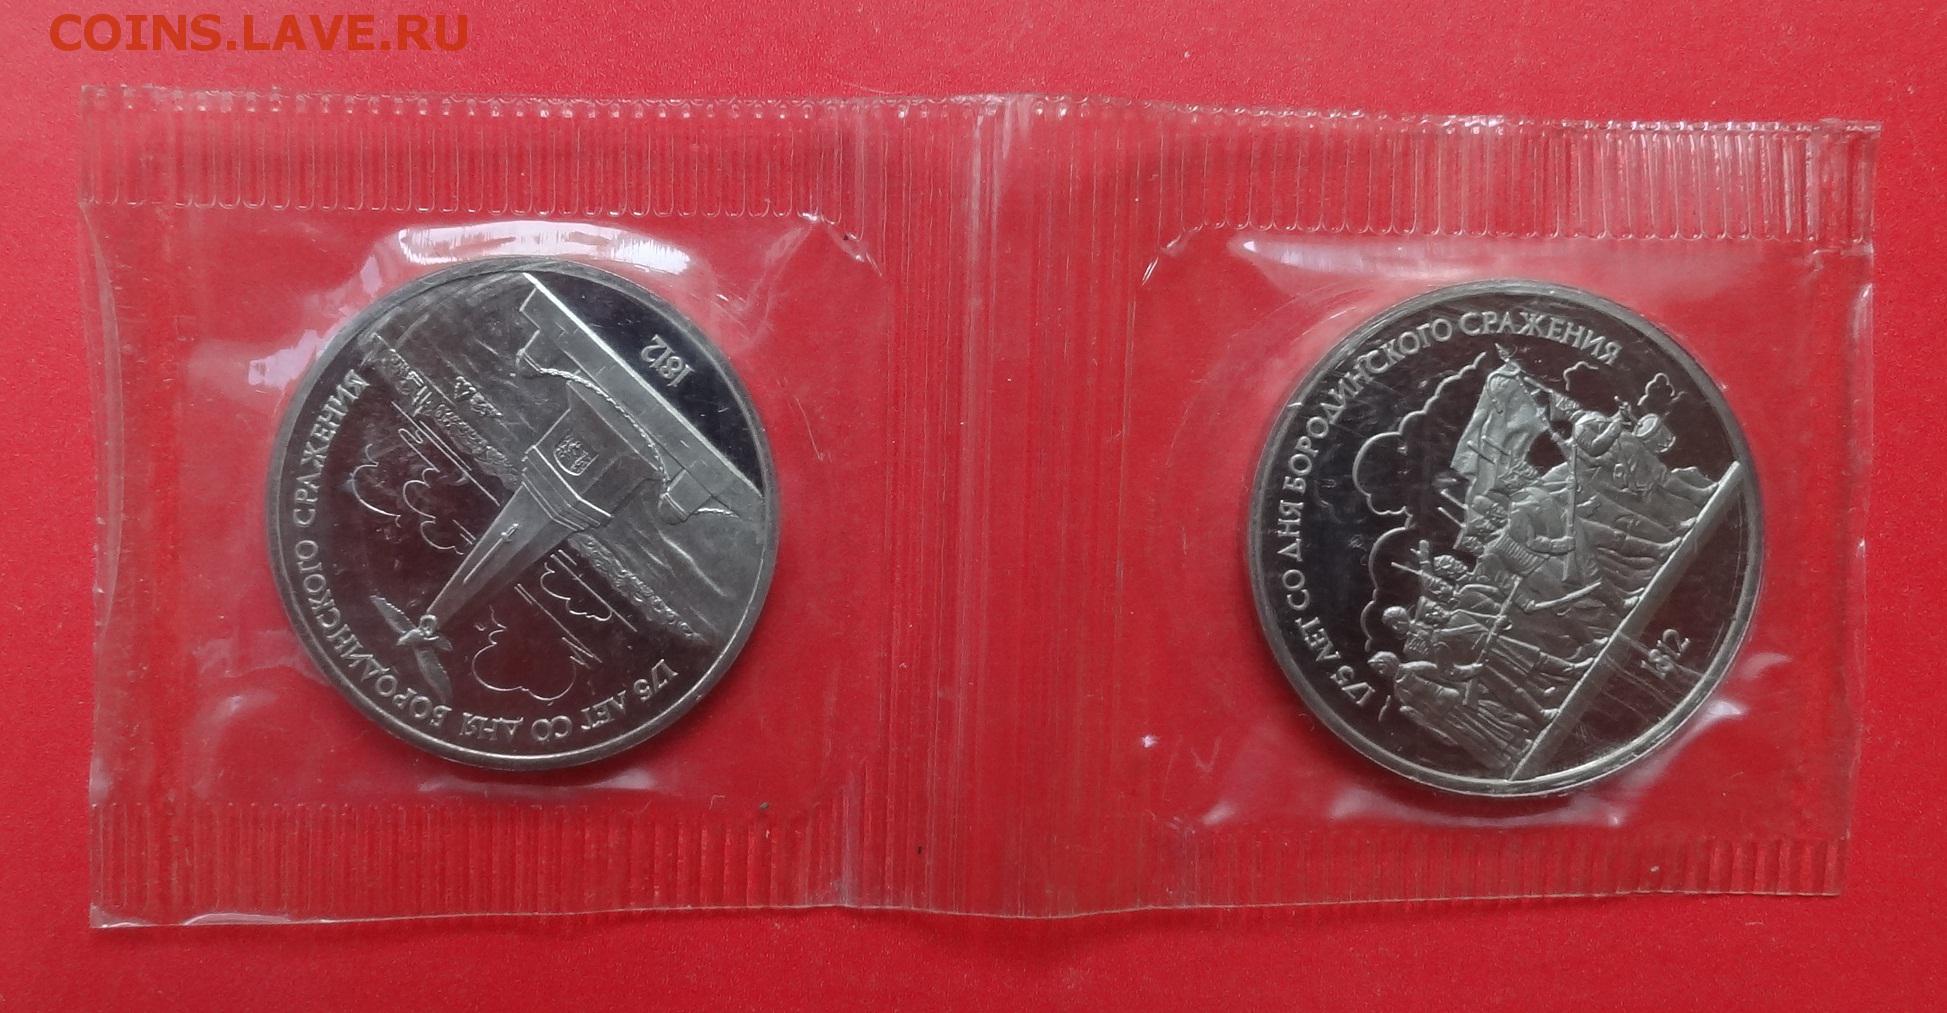 COINS.LAVE.RU
175 ЛЕТ СО ДНЯ БОРОДИНСКОГО СРАЖЕНИЯ
1812
175 ЛЕТ СО ДНЯ БОРОДИНСКОГО СРАЖЕНИЯ
1812